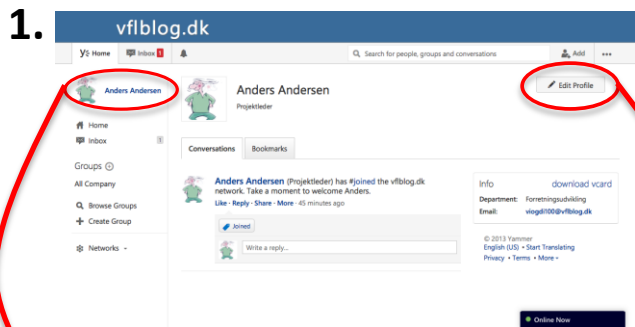 1.
vflblog.dk
Home Inbox 1 Search for people, groups and conversations Add
Anders Andersen
Anders Andersen
Projektleder
Edit Profile
Home
Inbox 1
Groups
All Company
Browse Groups
Create Group
Networks
Conversations Bookmarks
Anders Andersen (Projektleder) has #joined the vflblog.dk
network. Take a moment to welcome Anders.
Like · Reply · Share · More · 45 minutes ago
Joined
Write a reply...
Info download vcard
Department: Forretningsudvikling
Email:
© 2013 Yammer
English (US) • Start Translating
Privacy • Terms • More
Online Now